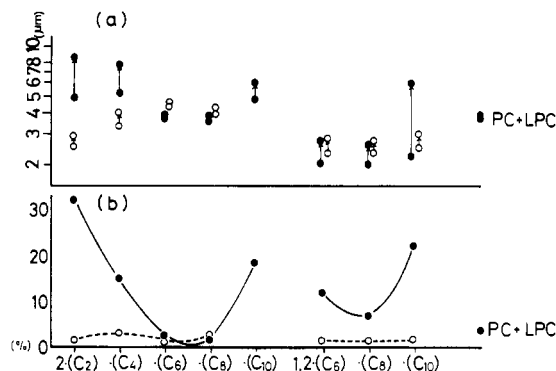 (μm)
(a)
10
8
7
6
5
4
3
2
PC+LPC
(b)
30
20
10
0
(%)
PC+LPC
2·(C2) ·(C4) ·(C6) ·(C8) ·(C10) 1,2·(C6) ·(C8) ·(C10)